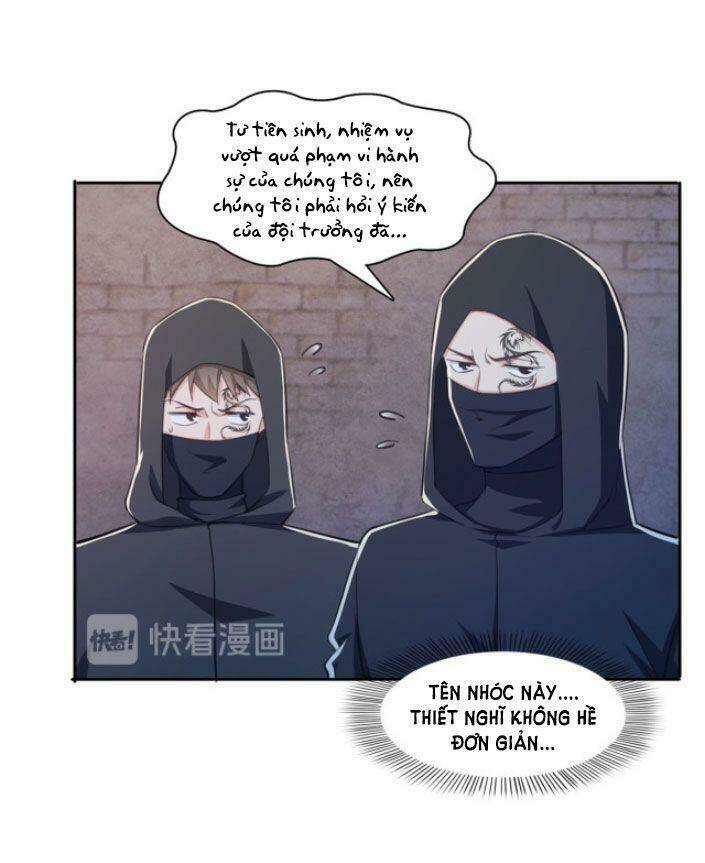 Tư tiên sinh, nhiệm vụ
vượt quá phạm vi hành
sự của chúng tôi, nên
chúng tôi phải hỏi ý kiến
của đội trưởng đã...
快看! 快看漫画
TÊN NHÓC NÀY....
THIẾT NGHĨ KHÔNG HỀ
ĐƠN GIẢN...